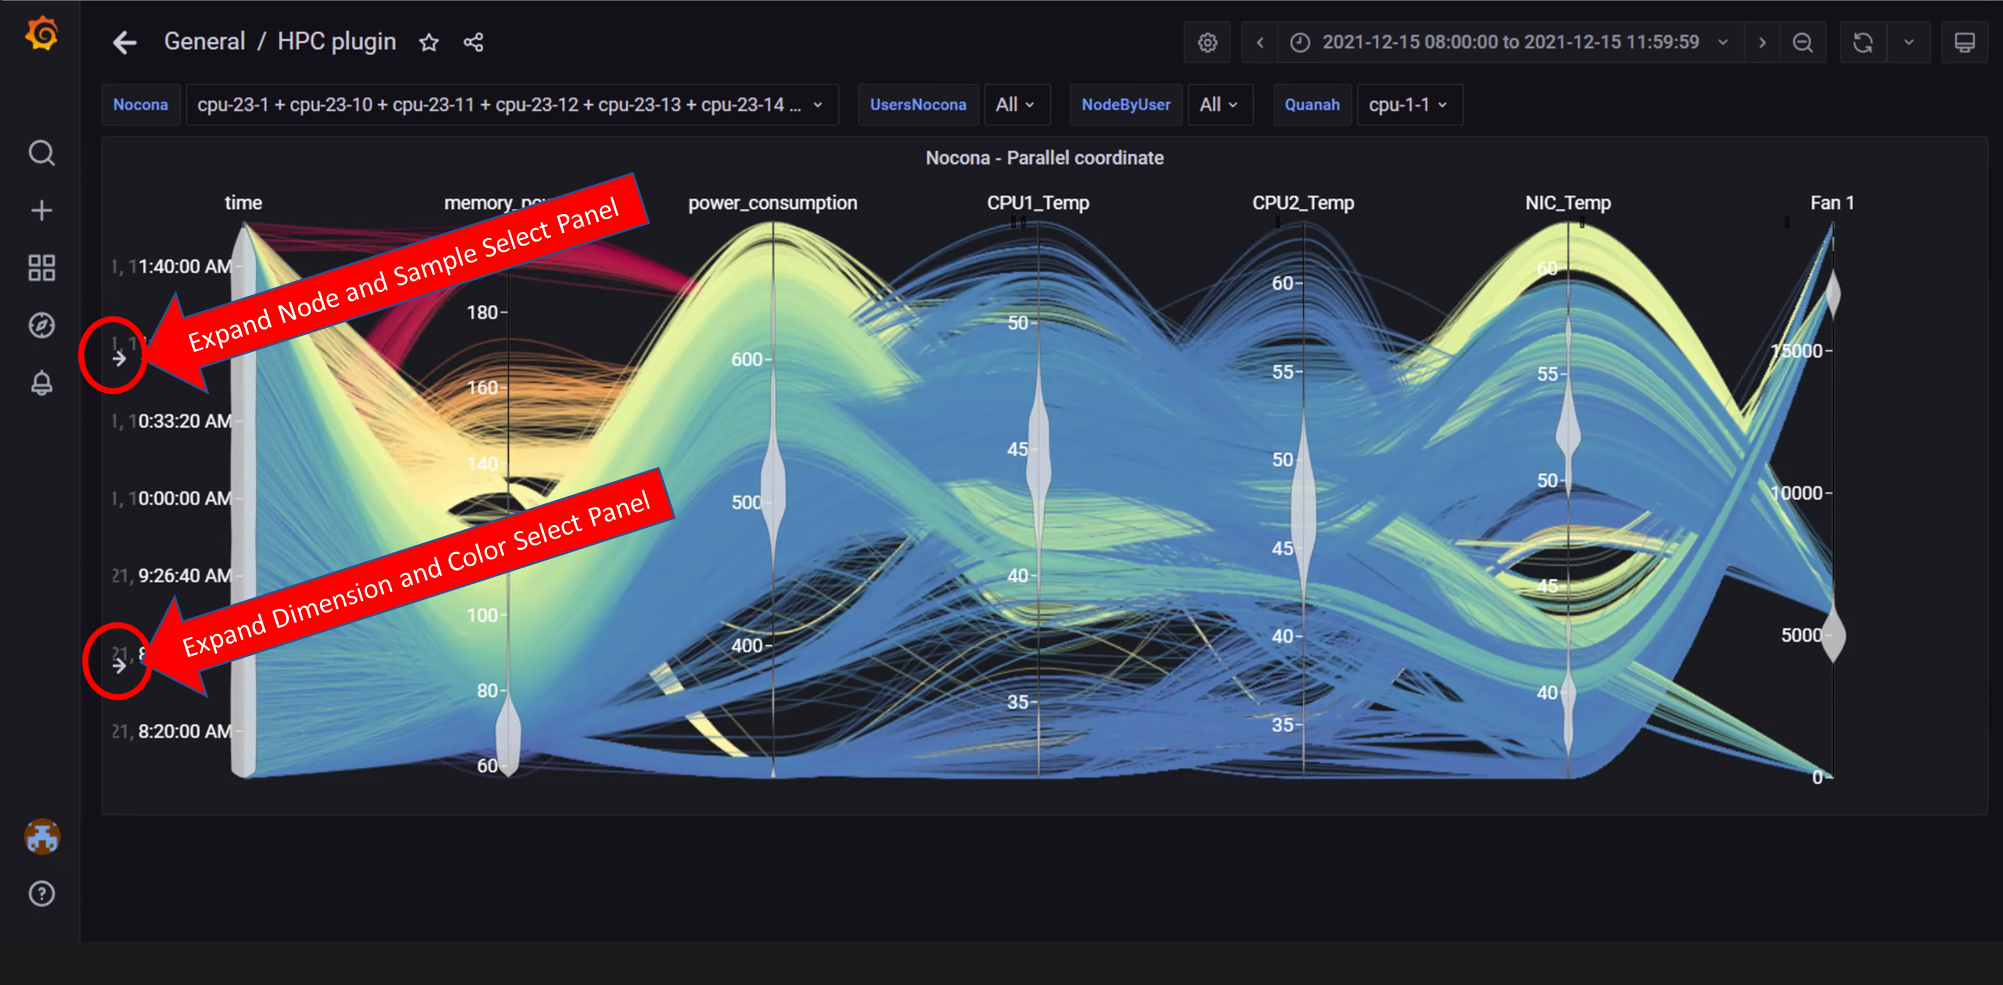 General / HPC plugin
2021-12-15 08:00:00 to 2021-12-15 11:59:59
Nocona cpu-23-1 + cpu-23-10 + cpu-23-11 + cpu-23-12 + cpu-23-13 + cpu-23-14 ... UsersNocona All NodeByUser All Quanah cpu-1-1
Nocona - Parallel coordinate
time power_consumption CPU1_Temp CPU2_Temp NIC_Temp Fan 1
1, 11:40:00 AM
1, 10:33:20 AM
1, 10:00:00 AM
21, 9:26:40 AM
21, 8:20:00 AM
180
160
140
100
80
60
600
500
400
50
45
40
35
60
55
50
45
40
35
60
55
50
45
40
15000
10000
5000
0
Expand Node and Sample Select Panel
Expand Dimension and Color Select Panel